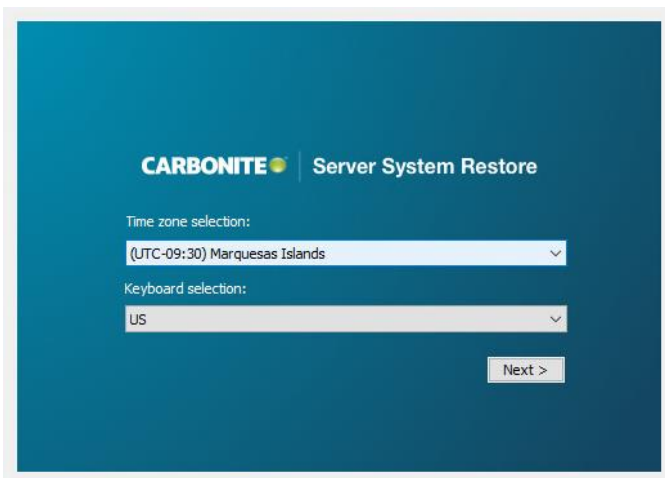 CARBONITE Server System Restore
Time zone selection:
(UTC-09:30) Marquesas Islands
Keyboard selection:
US
Next >